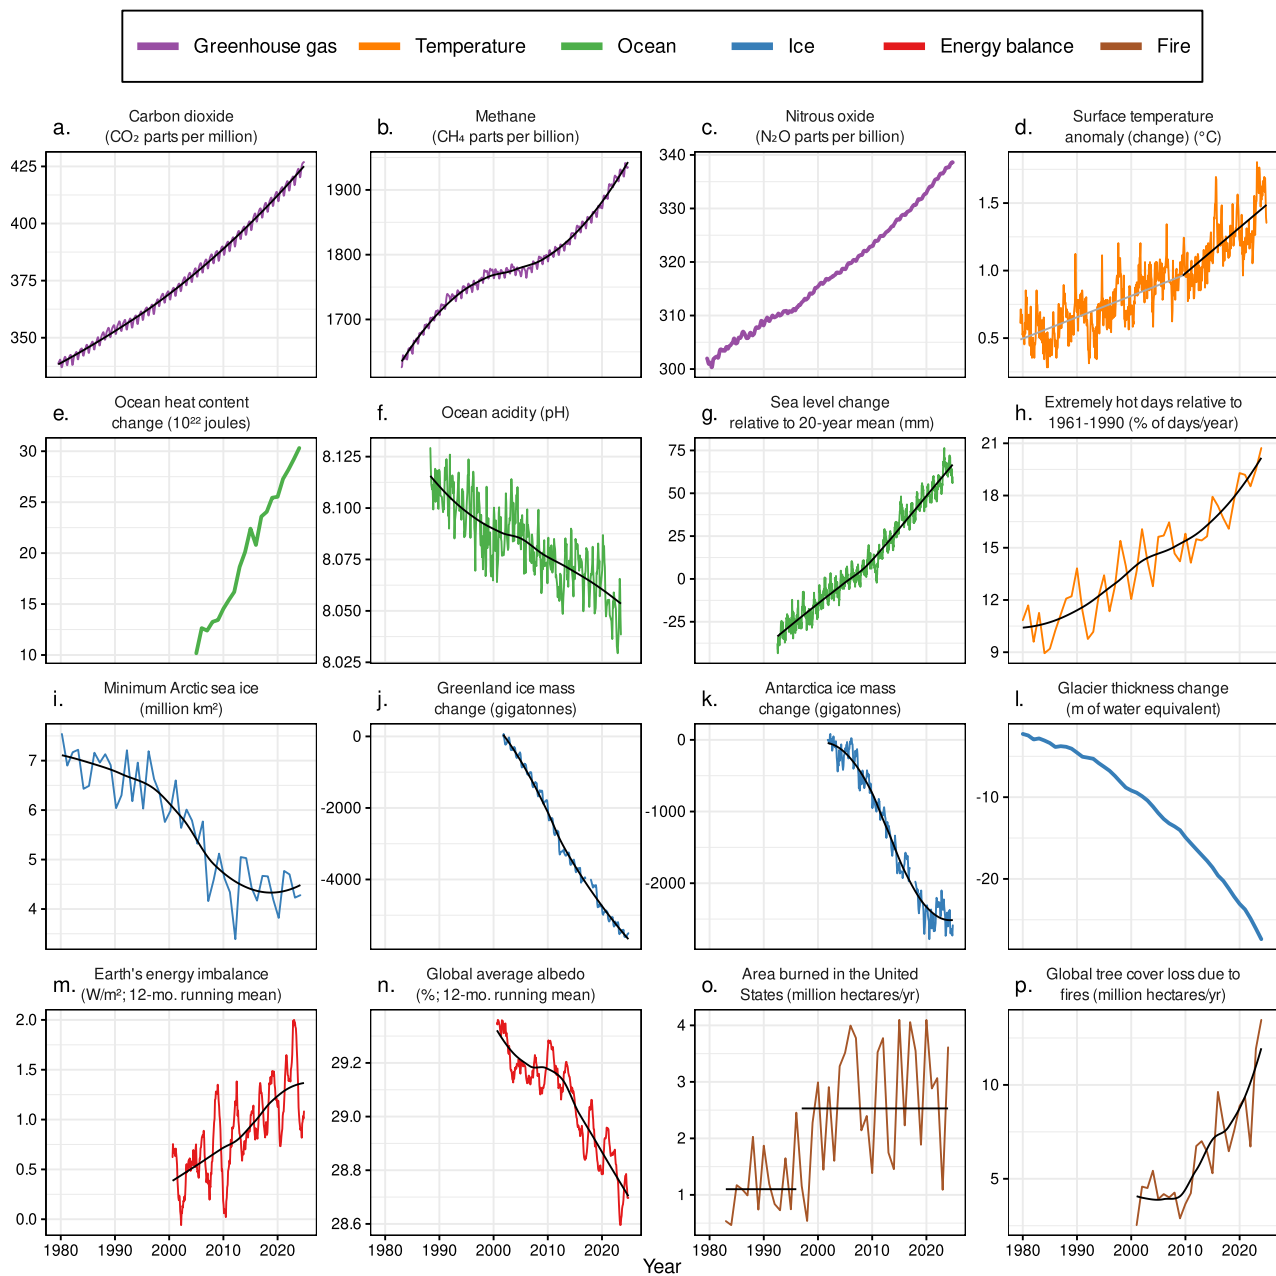 Greenhouse gas Temperature Ocean Ice Energy balance Fire
a. Carbon dioxide
(CO₂ parts per million)
425
400
375
350
b. Methane
(CH₄ parts per billion)
1900
1800
1700
c. Nitrous oxide
(N₂O parts per billion)
340
330
320
310
300
d. Surface temperature
anomaly (change) (°C)
1.5
1.0
0.5
e. Ocean heat content
change (10²² joules)
30
25
20
15
10
f. Ocean acidity (pH)
8.125
8.100
8.075
8.050
8.025
g. Sea level change
relative to 20-year mean (mm)
75
50
25
0
-25
h. Extremely hot days relative to
1961-1990 (% of days/year)
21
18
15
12
9
i. Minimum Arctic sea ice
(million km²)
7
6
5
4
j. Greenland ice mass
change (gigatonnes)
0
-2000
-4000
k. Antarctica ice mass
change (gigatonnes)
0
-1000
-2000
l. Glacier thickness change
(m of water equivalent)
-10
-20
m. Earth's energy imbalance
(W/m²; 12-mo. running mean)
2.0
1.5
1.0
0.5
0.0
1980 1990 2000 2010 2020
n. Global average albedo
(%; 12-mo. running mean)
29.2
29.0
28.8
28.6
1980 1990 2000 2010 2020
o. Area burned in the United
States (million hectares/yr)
4
3
2
1
1980 1990 2000 2010 2020
p. Global tree cover loss due to
fires (million hectares/yr)
10
5
1980 1990 2000 2010 2020
Year